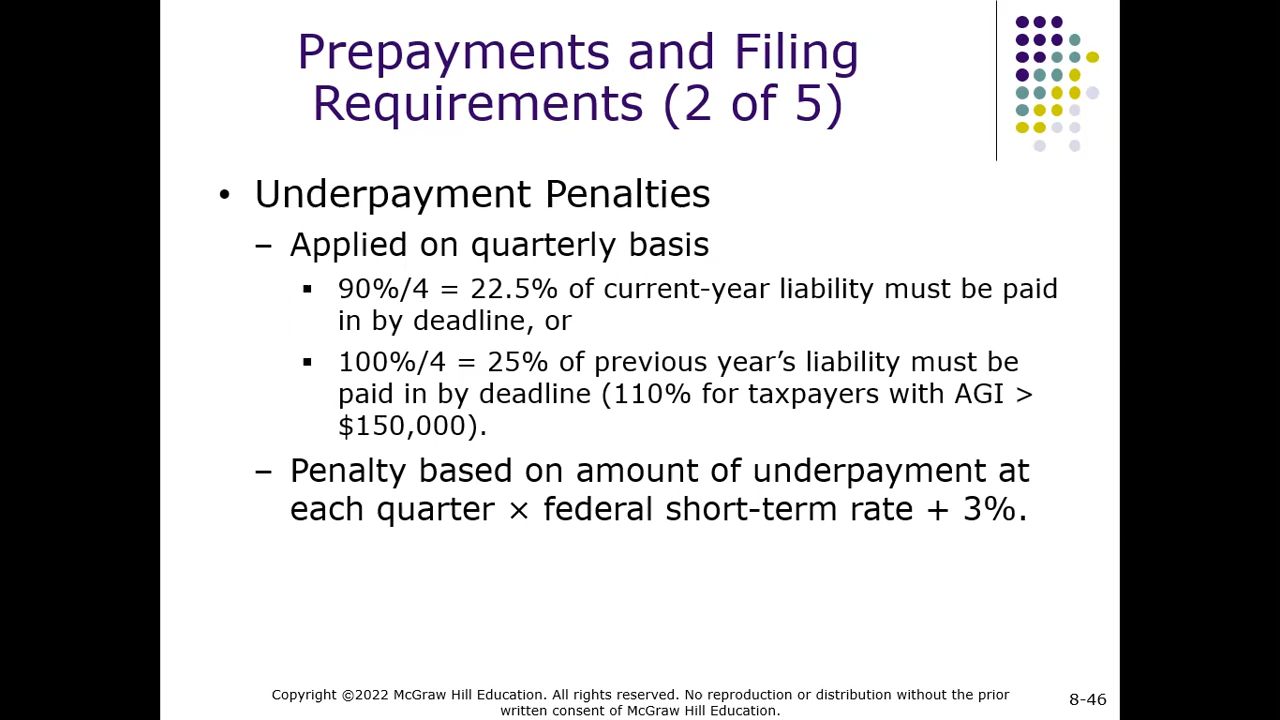 Prepayments and Filing
Requirements (2 of 5)
• Underpayment Penalties
– Applied on quarterly basis
▪ 90%/4 = 22.5% of current-year liability must be paid
in by deadline, or
▪ 100%/4 = 25% of previous year’s liability must be
paid in by deadline (110% for taxpayers with AGI >
$150,000).
– Penalty based on amount of underpayment at
each quarter × federal short-term rate + 3%.
Copyright ©2022 McGraw Hill Education. All rights reserved. No reproduction or distribution without the prior
written consent of McGraw Hill Education.
8-46